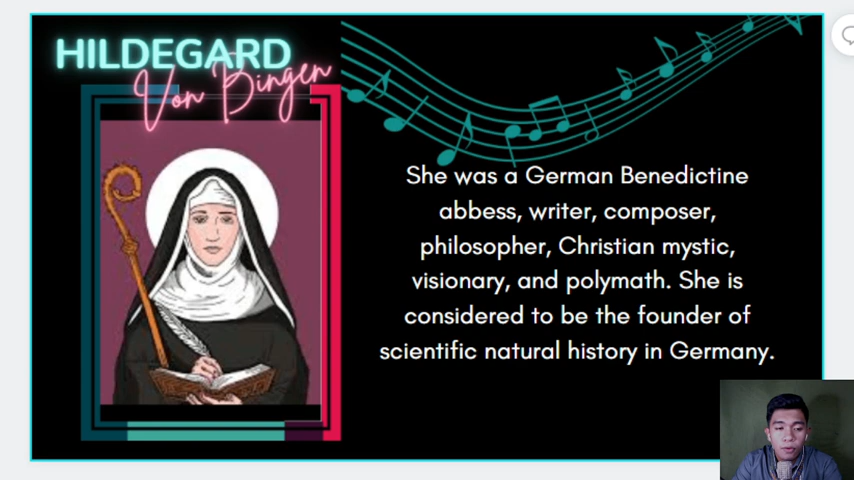 HILDEGARD
Von Bingen
She was a German Benedictine
abbess, writer, composer,
philosopher, Christian mystic,
visionary, and polymath. She is
considered to be the founder of
scientific natural history in Germany.